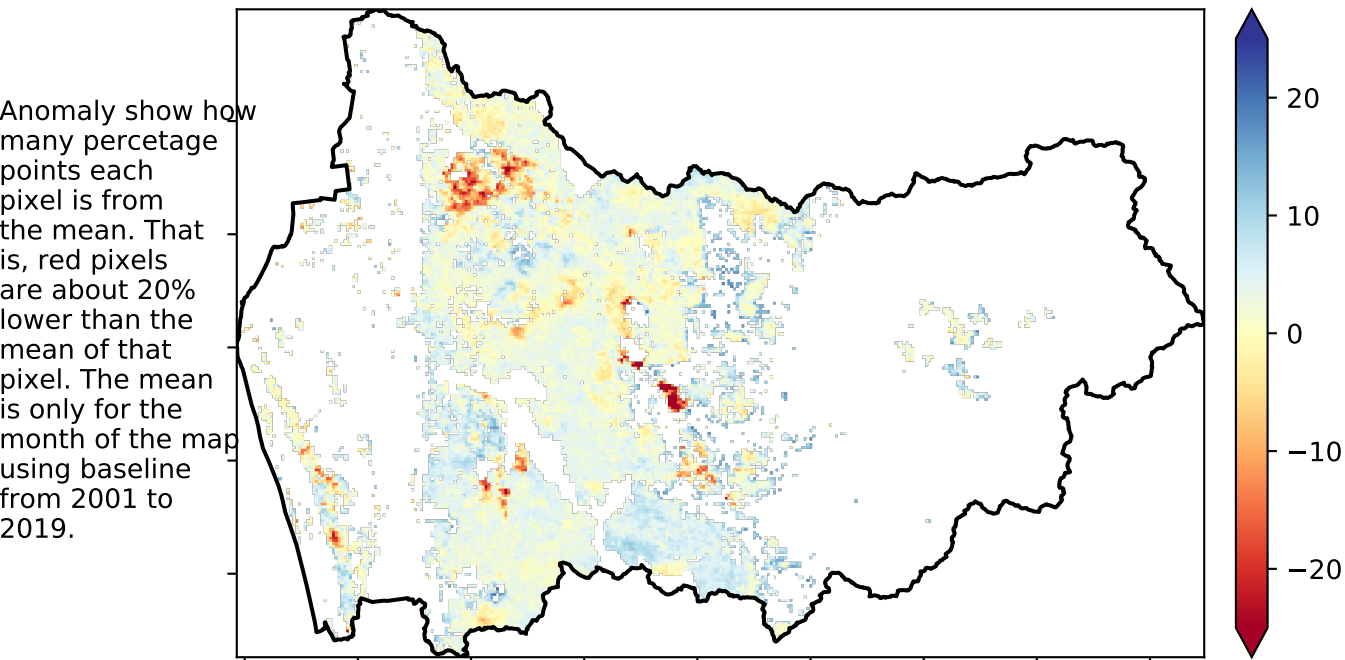 Anomaly show how
many percetage
points each
pixel is from
the mean. That
is, red pixels
are about 20%
lower than the
mean of that
pixel. The mean
is only for the
month of the map
using baseline
from 2001 to
2019.
20
10
0
−10
−20